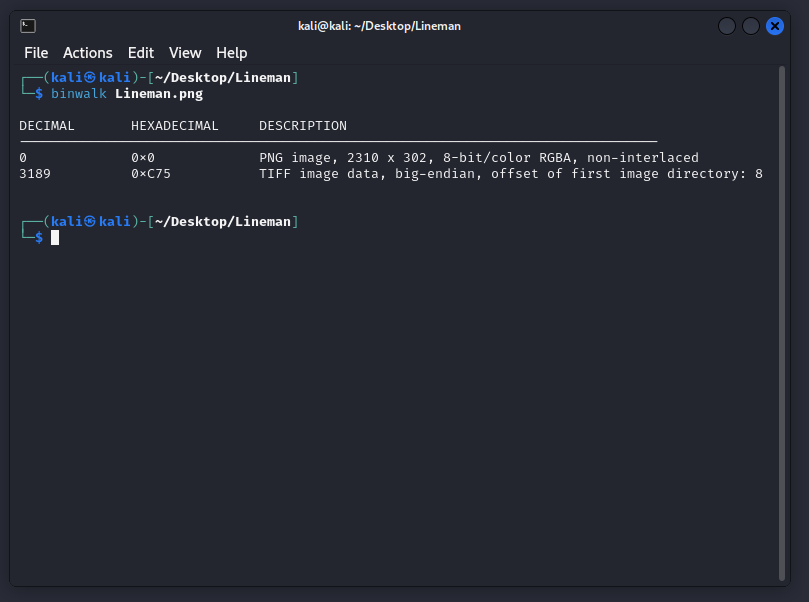 kali@kali: ~/Desktop/Lineman
File Actions Edit View Help
┌──(kali㉿kali)-[~/Desktop/Lineman]
└─$ binwalk Lineman.png
DECIMAL HEXADECIMAL DESCRIPTION
0 0x0 PNG image, 2310 x 302, 8-bit/color RGBA, non-interlaced
3189 0xC75 TIFF image data, big-endian, offset of first image directory: 8
┌──(kali㉿kali)-[~/Desktop/Lineman]
└─$